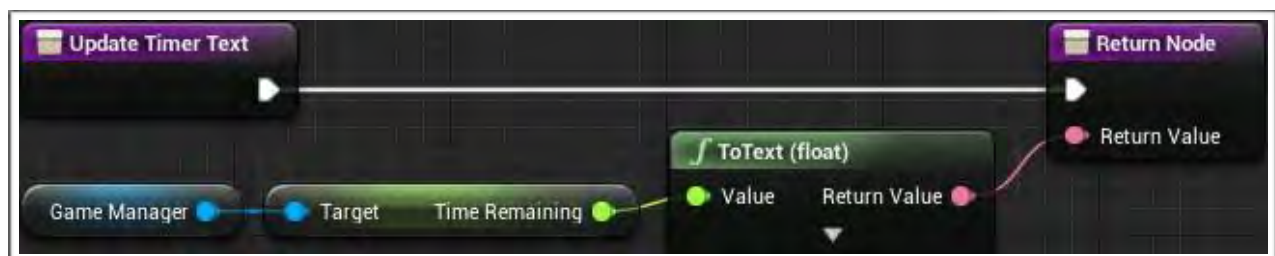 Update Timer Text
Return Node
ToText (float)
Return Value
Game Manager
Target
Time Remaining
Value
Return Value